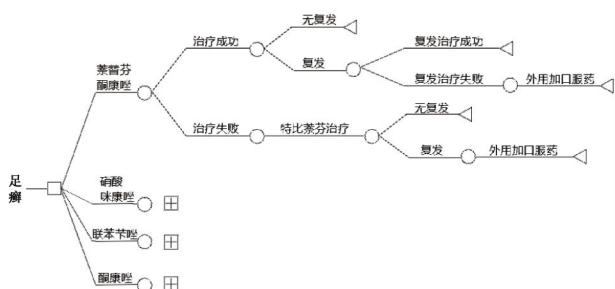 无复发
治疗成功
复发治疗成功
复发
萘替芬
酮康唑
复发治疗失败
外用加口服药
无复发
治疗失败
特比萘芬治疗
复发
外用加口服药
足
癣
硝酸
咪康唑
联苯苄唑
酮康唑